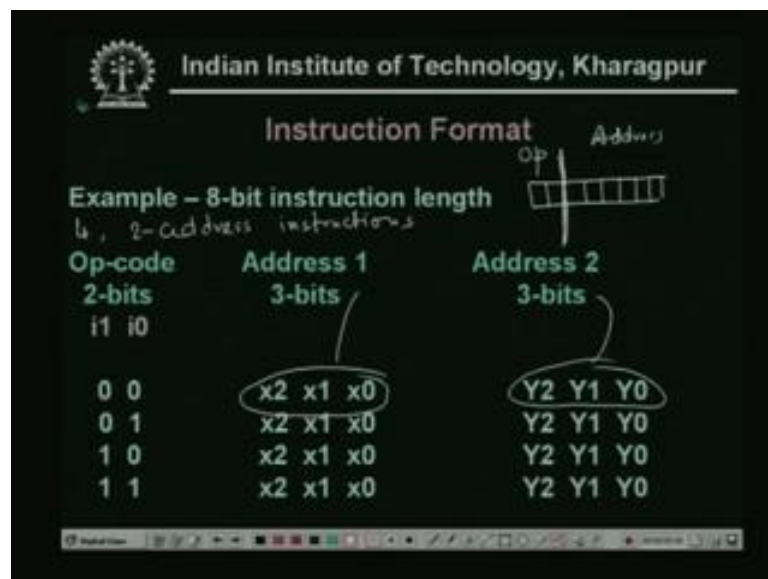 Indian Institute of Technology, Kharagpur
Instruction Format
Op Address
Example – 8-bit instruction length
4, 2-address instructions
Op-code Address 1 Address 2
2-bits 3-bits 3-bits
i1 i0
0 0 x2 x1 x0 Y2 Y1 Y0
0 1 x2 x1 x0 Y2 Y1 Y0
1 0 x2 x1 x0 Y2 Y1 Y0
1 1 x2 x1 x0 Y2 Y1 Y0